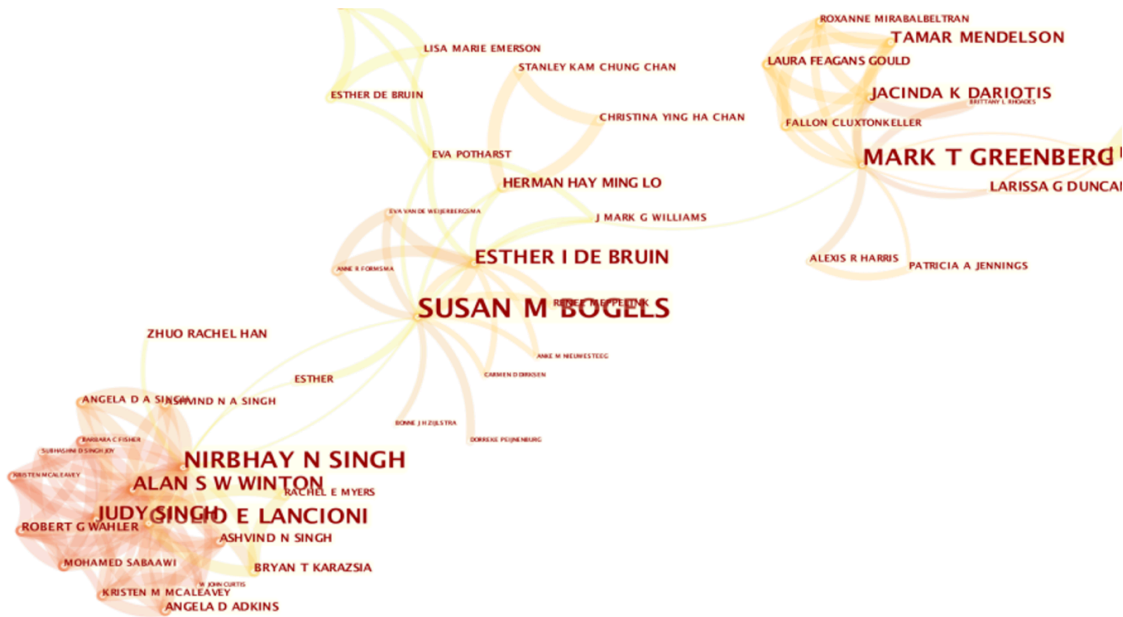 ROXANNE MIRABALBELTRAN
TAMAR MENDELSON
LISA MARIE EMERSON
LAURA FEAGANS GOULD
STANLEY KAM CHUNG CHAN
JACINDA K DARIOTIS
ESTHER DE BRUIN
BRITTANY L RHOADES
CHRISTINA YING HA CHAN
FALLON CLUXTONKELLER
EVA POTHARST
MARK T GREENBERG
HERMAN HAY MING LO
LARISSA G DUNCAN
EVA VAN DE WEIJERBERGSMA
J MARK G WILLIAMS
ESTHER I DE BRUIN
ALEXIS R HARRIS
PATRICIA A JENNINGS
ANNE R FORMSMA
RENEE MEPPELINK
SUSAN M BOGELS
ZHUO RACHEL HAN
ANKE M NIEUWESTEEG
CARMEN D DIRKSEN
ESTHER
ANGELA D A SINGH
ASHVIND N A SINGH
BONNE J H ZIJLSTRA
BARBARA C FISHER
DORREKE PEIJNENBURG
SUBHASHNI D SINGH JOY
NIRBHAY N SINGH
KRISTEN MCALEAVEY
ALAN S W WINTON
RACHEL E MYERS
JUDY SINGH
GIULIO E LANCIONI
ROBERT G WAHLER
ASHVIND N SINGH
MOHAMED SABAAWI
BRYAN T KARAZSIA
W JOHN CURTIS
KRISTEN M MCALEAVEY
ANGELA D ADKINS